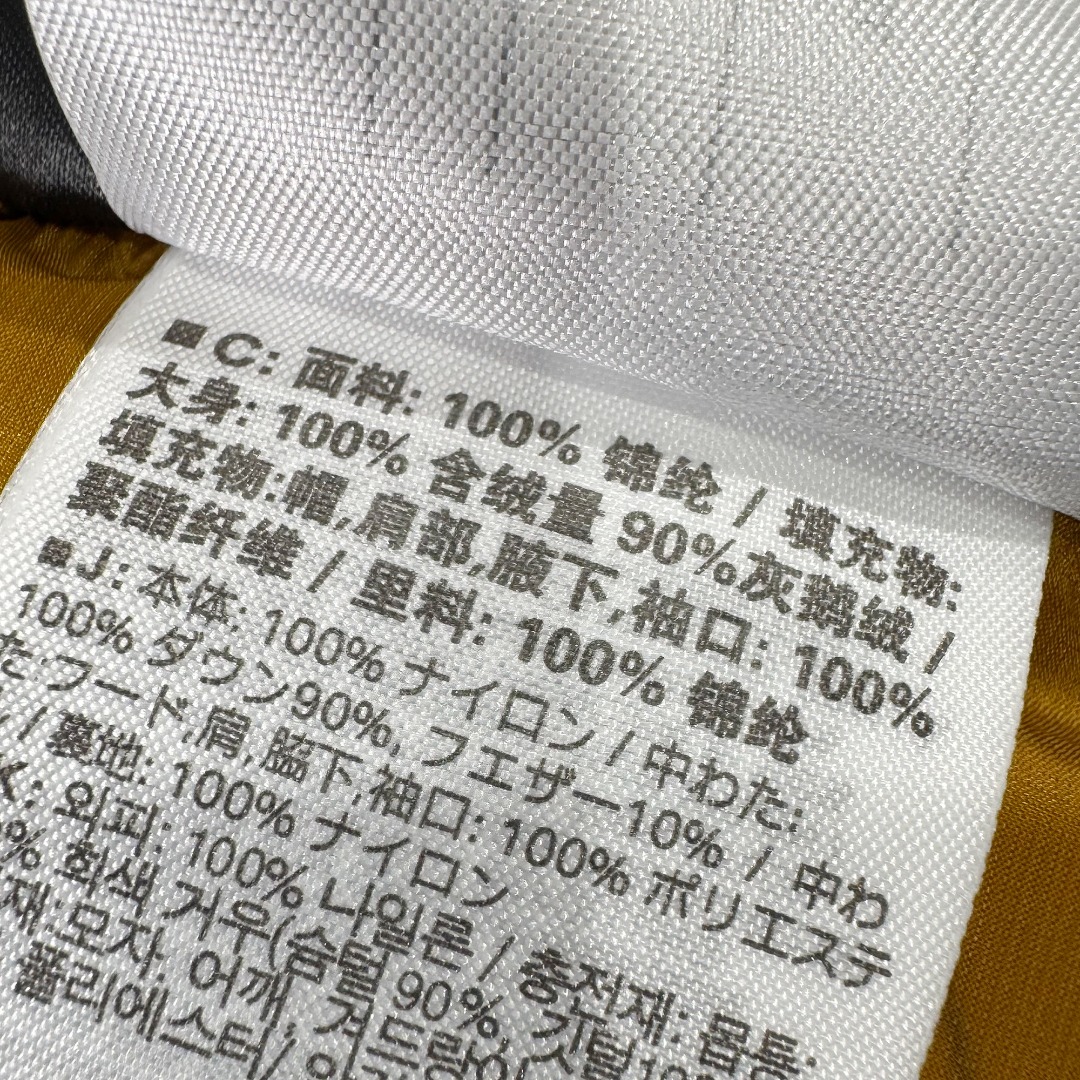 ■C: 面料: 100% 锦纶 / 填充物:
大身: 100% 含绒量 90%灰鹅绒 /
填充物:帽,肩部,腋下,袖口: 100%
聚酯纤维 / 里料: 100% 锦纶
■J: 本体: 100% ナイロン / 中わた:
100% ダウン90%, フエザー10% / 中わ
た:フード,肩,脇下,袖口: 100% ポリエステ
/ 裏地: 100% ナイロン
K: 외피: 100% 나일론 / 충전재: 몸통:
% 회색 거위(솜털 90%, 깃털10%
재:모자, 어깨, 겨드랑이
폴리에스터/